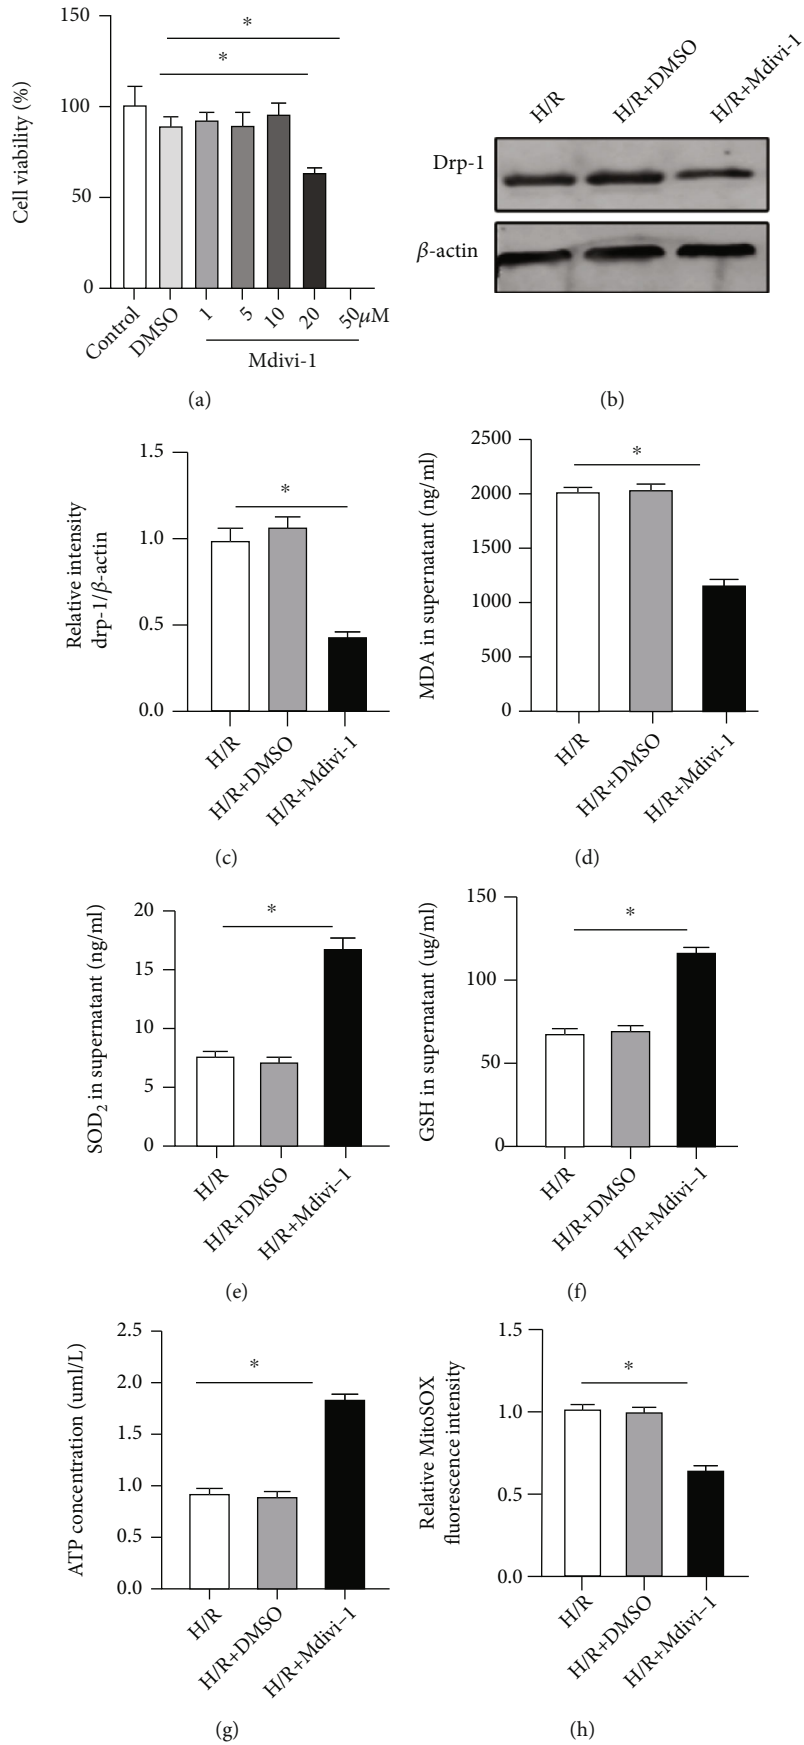 150
100
50
0
Cell viability (%)
*
*
Control
DMSO
1
5
10
20
50
μM
Mdivi-1
(a)
H/R
H/R+DMSO
H/R+Mdivi-1
Drp-1
β-actin
(b)
1.5
1.0
0.5
0.0
Relative intensity
drp-1/β-actin
*
H/R
H/R+DMSO
H/R+Mdivi-1
(c)
2500
2000
1500
1000
500
0
MDA in supernatant (ng/ml)
*
H/R
H/R+DMSO
H/R+Mdivi-1
(d)
20
15
10
5
0
SOD₂ in supernatant (ng/ml)
*
H/R
H/R+DMSO
H/R+Mdivi–1
(e)
150
100
50
0
GSH in supernatant (ug/ml)
*
H/R
H/R+DMSO
H/R+Mdivi–1
(f)
2.5
2.0
1.5
1.0
0.5
0.0
ATP concentration (uml/L)
*
H/R
H/R+DMSO
H/R+Mdivi–1
(g)
1.5
1.0
0.5
0.0
Relative MitoSOX
fluorescence intensity
*
H/R
H/R+DMSO
H/R+Mdivi–1
(h)